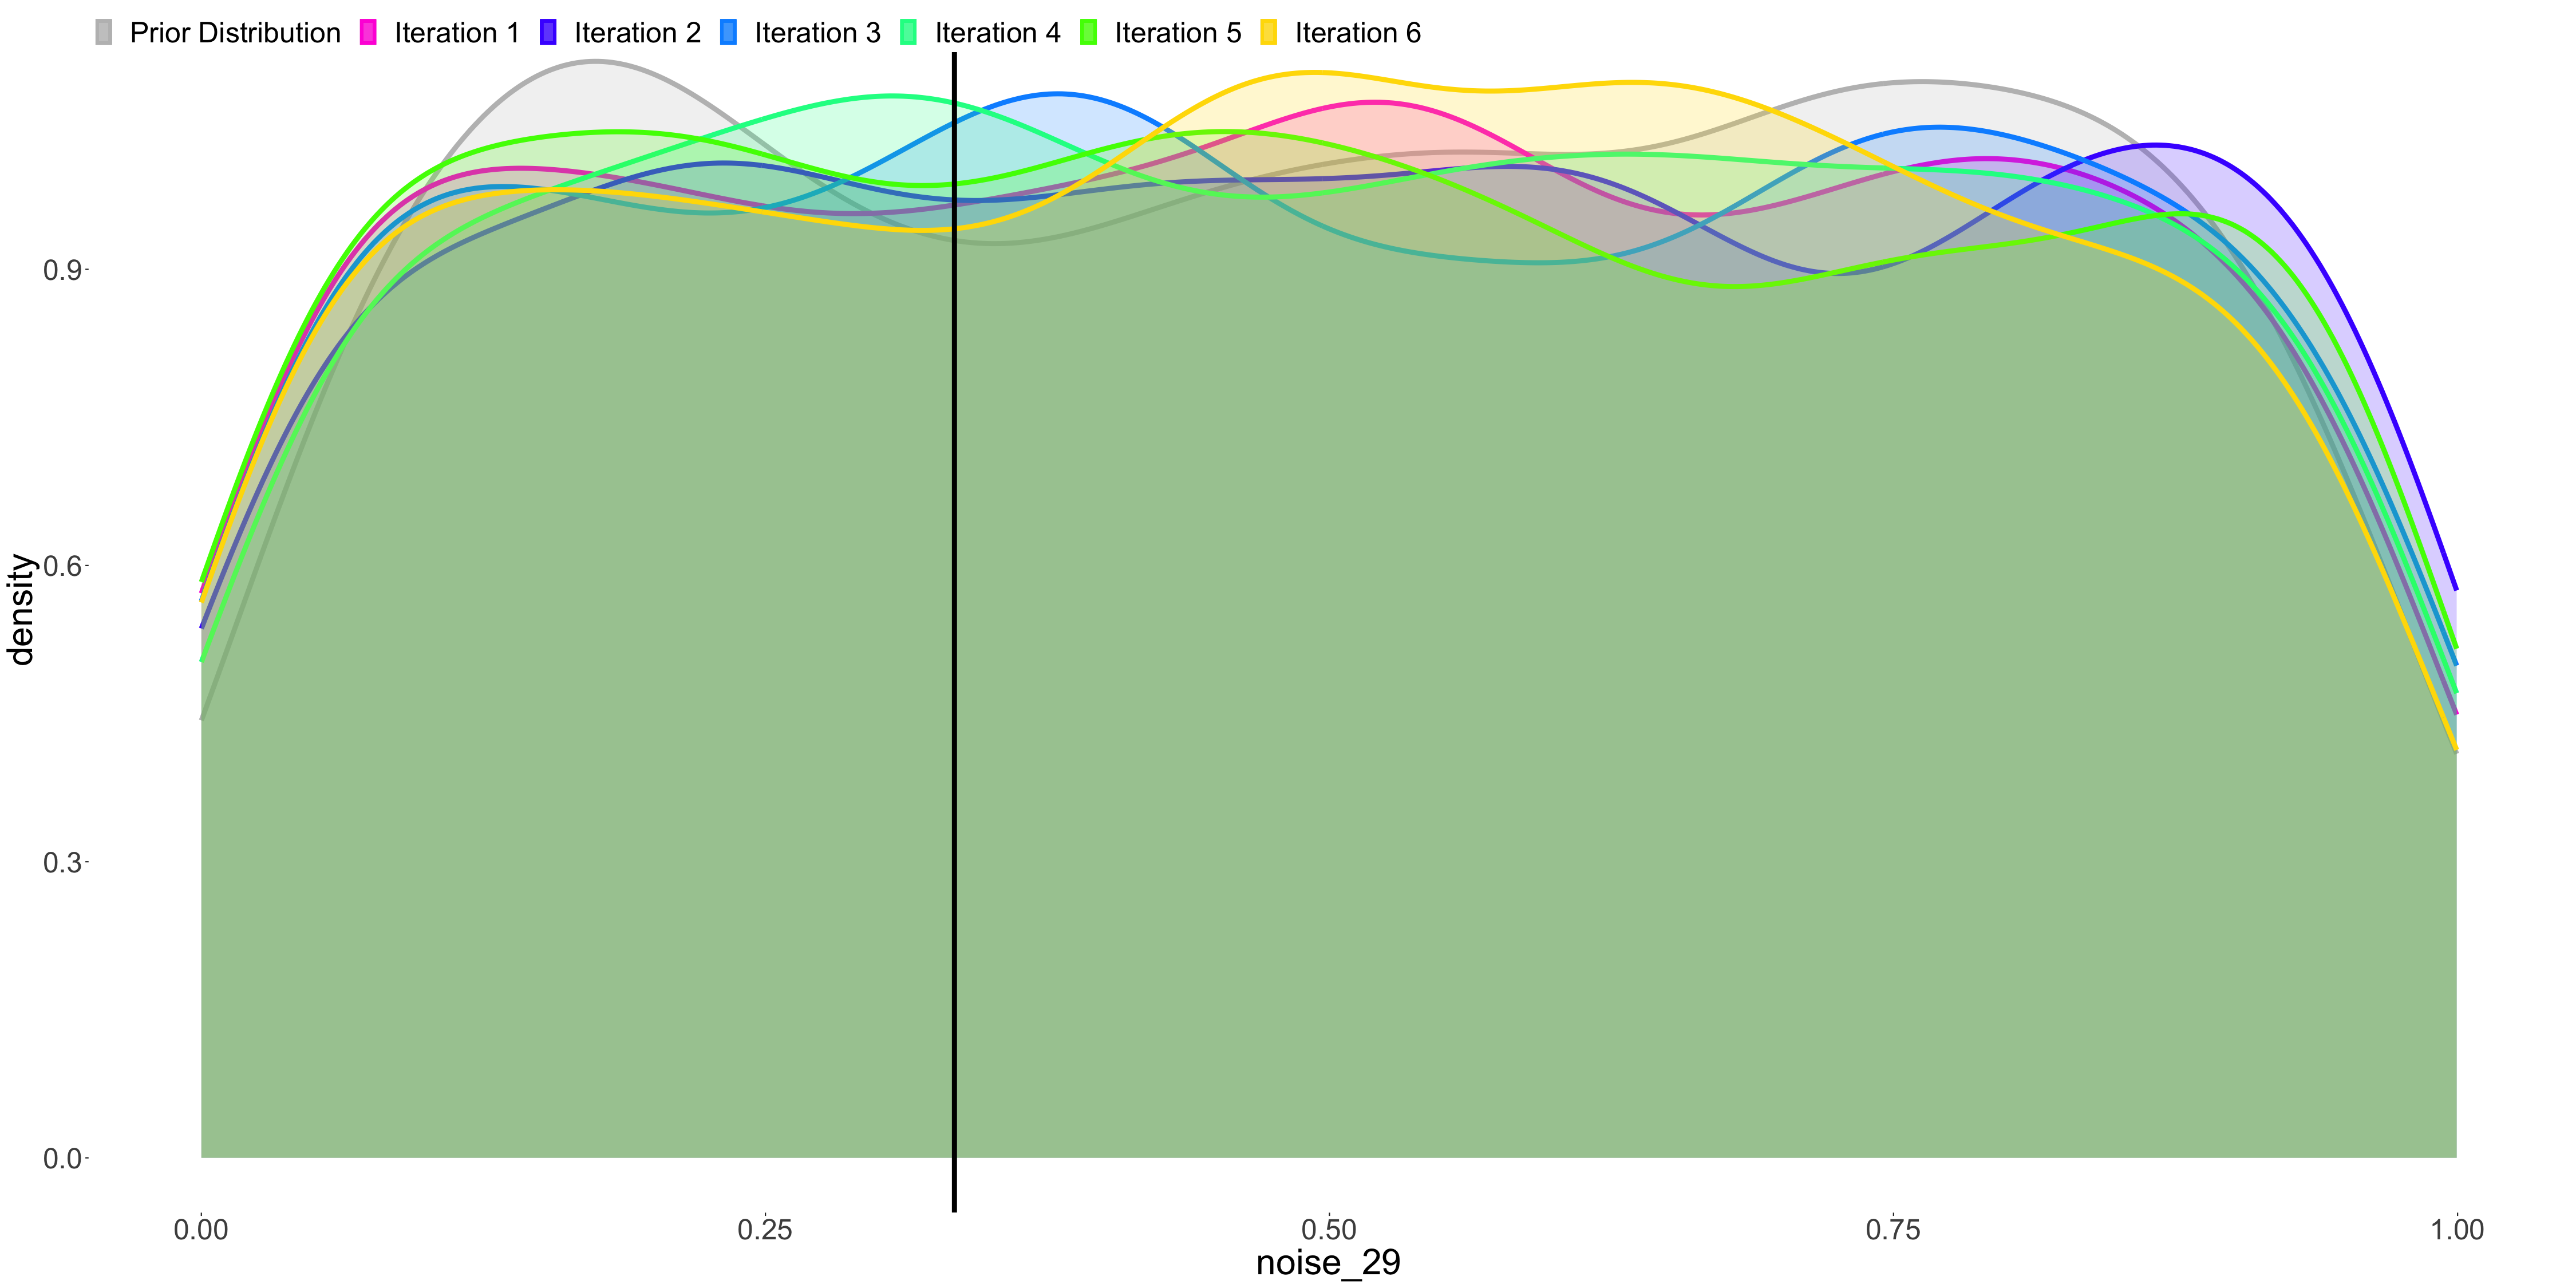 Prior Distribution Iteration 1 Iteration 2 Iteration 3 Iteration 4 Iteration 5 Iteration 6
density
0.9
0.6
0.3
0.0
0.00 0.25 0.50 0.75 1.00
noise_29